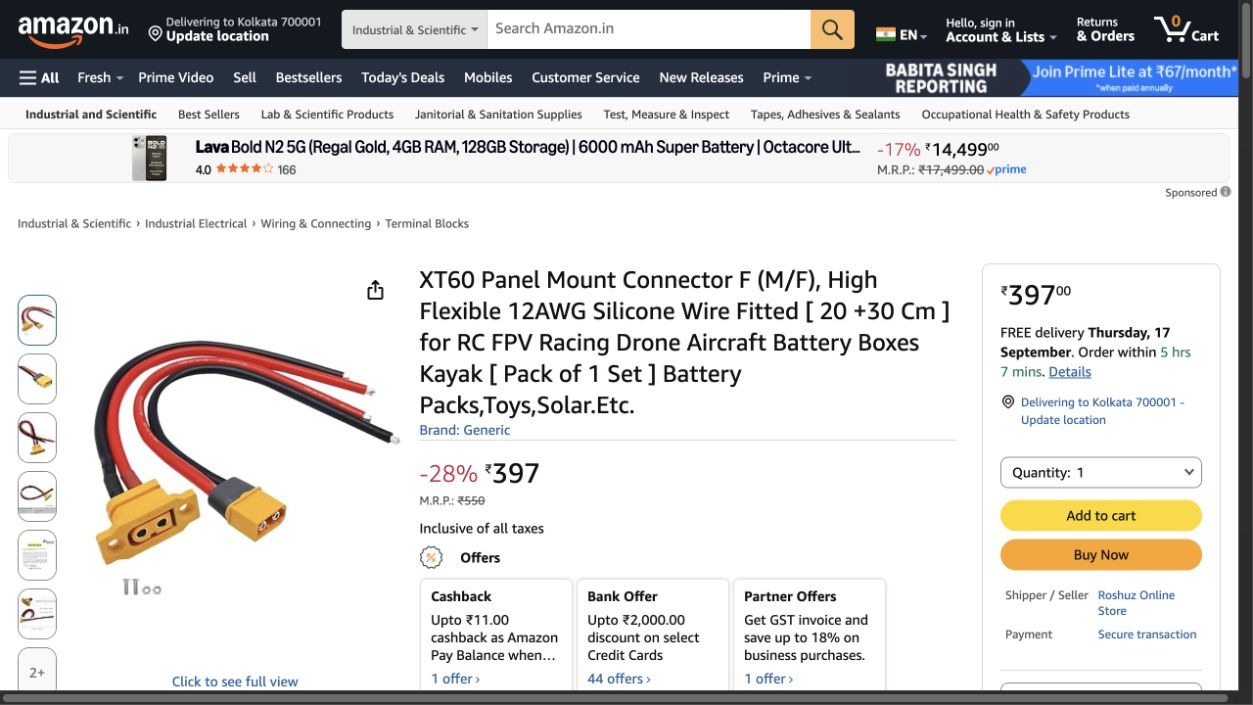 amazon.in
Delivering to Kolkata 700001
Update location
Industrial & Scientific
Search Amazon.in
EN
Hello, sign in
Account & Lists
Returns
& Orders
0
Cart
All
Fresh
Prime Video
Sell
Bestsellers
Today's Deals
Mobiles
Customer Service
New Releases
Prime
BABITA SINGH
REPORTING
Join Prime Lite at ₹67/month*
*when paid annually
Industrial and Scientific
Best Sellers
Lab & Scientific Products
Janitorial & Sanitation Supplies
Test, Measure & Inspect
Tapes, Adhesives & Sealants
Occupational Health & Safety Products
Lava Bold N2 5G (Regal Gold, 4GB RAM, 128GB Storage) | 6000 mAh Super Battery | Octacore Ult...
4.0 166
-17% ₹14,499⁰⁰
M.R.P.: ₹17,499.00 prime
Sponsored
Industrial & Scientific › Industrial Electrical › Wiring & Connecting › Terminal Blocks
XT60 Panel Mount Connector F (M/F), High
Flexible 12AWG Silicone Wire Fitted [ 20 +30 Cm ]
for RC FPV Racing Drone Aircraft Battery Boxes
Kayak [ Pack of 1 Set ] Battery
Packs,Toys,Solar.Etc.
Brand: Generic
-28% ₹397
M.R.P.: ₹550
Inclusive of all taxes
Offers
Cashback
Upto ₹11.00
cashback as Amazon
Pay Balance when...
1 offer ›
Bank Offer
Upto ₹2,000.00
discount on select
Credit Cards
44 offers ›
Partner Offers
Get GST invoice and
save up to 18% on
business purchases.
1 offer ›
2+
Click to see full view
₹397⁰⁰
FREE delivery Thursday, 17
September. Order within 5 hrs
7 mins. Details
Delivering to Kolkata 700001 -
Update location
Quantity: 1
Add to cart
Buy Now
Shipper / Seller
Roshuz Online
Store
Payment
Secure transaction